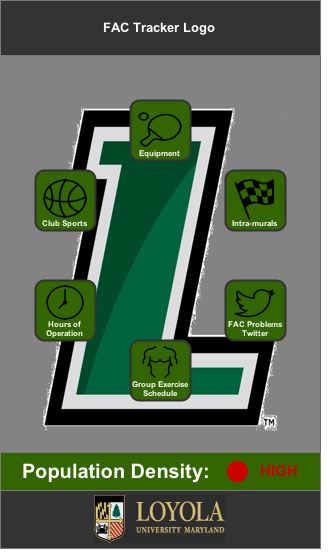 FAC Tracker Logo
Equipment
Club Sports
Intra-murals
Hours of
Operation
FAC Problems
Twitter
Group Exercise
Schedule
L
TM
Population Density: HIGH
LOYOLA
UNIVERSITY MARYLAND